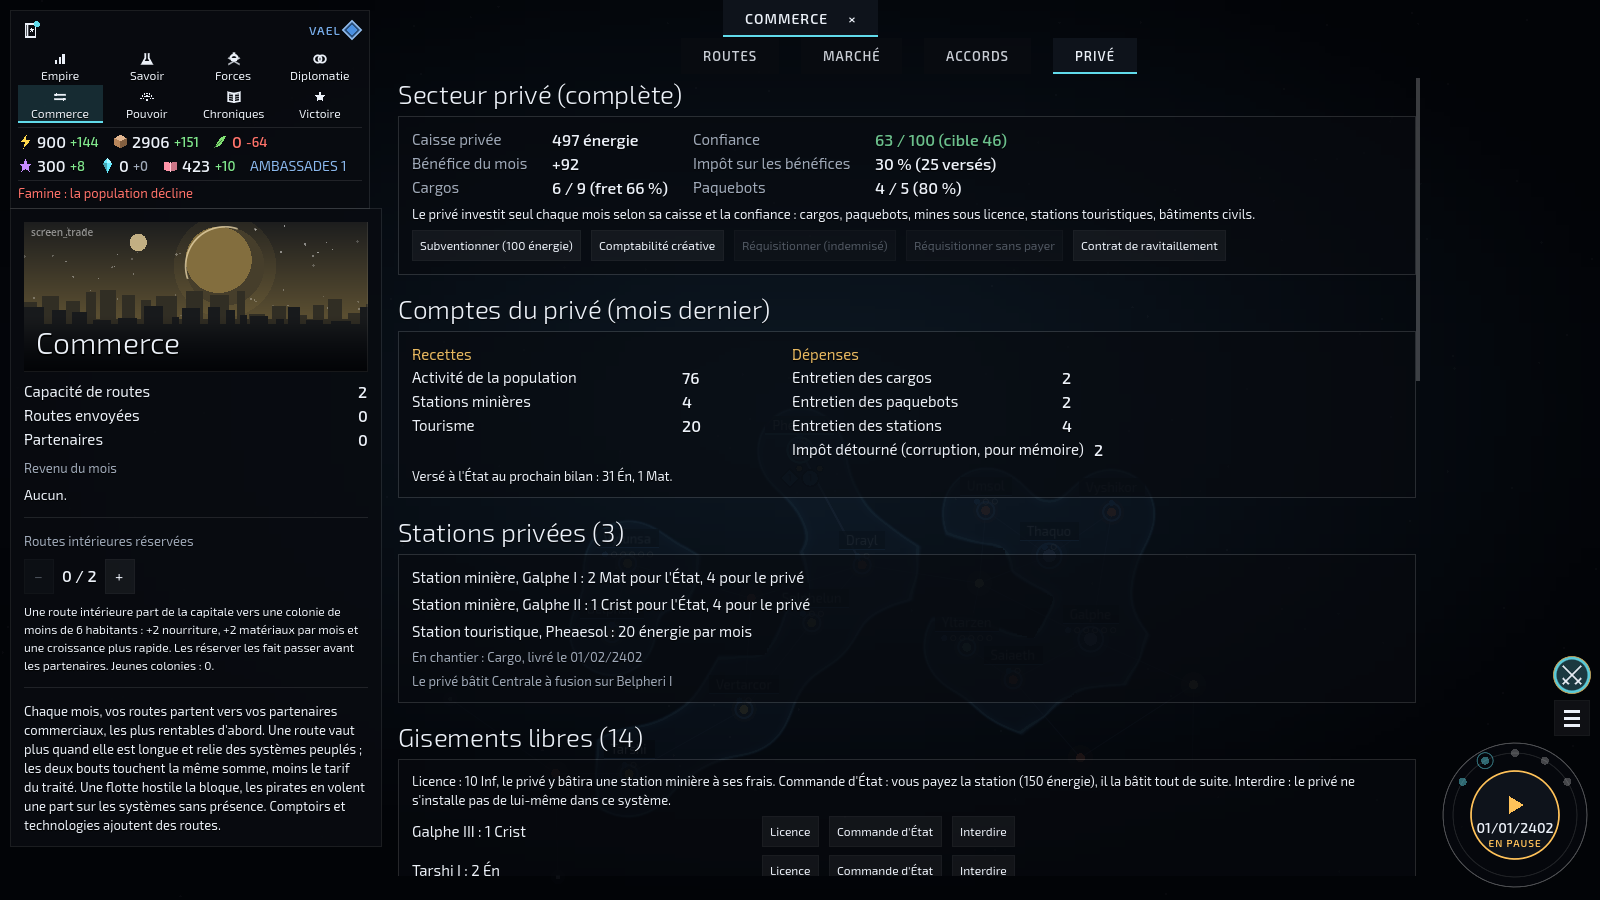 COMMERCE ×
ROUTES MARCHÉ ACCORDS PRIVÉ
VAEL
Empire Savoir Forces Diplomatie
Commerce Pouvoir Chroniques Victoire
900 +144 2906 +151 0 -64
300 +8 0 +0 423 +10 AMBASSADES 1
Famine : la population décline
screen_trade
Commerce
Capacité de routes 2
Routes envoyées 0
Partenaires 0
Revenu du mois
Aucun.
Routes intérieures réservées
− 0 / 2 +
Une route intérieure part de la capitale vers une colonie de
moins de 6 habitants : +2 nourriture, +2 matériaux par mois et
une croissance plus rapide. Les réserver les fait passer avant
les partenaires. Jeunes colonies : 0.
Chaque mois, vos routes partent vers vos partenaires
commerciaux, les plus rentables d'abord. Une route vaut
plus quand elle est longue et relie des systèmes peuplés ;
les deux bouts touchent la même somme, moins le tarif
du traité. Une flotte hostile la bloque, les pirates en volent
une part sur les systèmes sans présence. Comptoirs et
technologies ajoutent des routes.
Secteur privé (complète)
Caisse privée 497 énergie Confiance 63 / 100 (cible 46)
Bénéfice du mois +92 Impôt sur les bénéfices 30 % (25 versés)
Cargos 6 / 9 (fret 66 %) Paquebots 4 / 5 (80 %)
Le privé investit seul chaque mois selon sa caisse et la confiance : cargos, paquebots, mines sous licence, stations touristiques, bâtiments civils.
Subventionner (100 énergie) Comptabilité créative Réquisitionner (indemnisé) Réquisitionner sans payer Contrat de ravitaillement
Comptes du privé (mois dernier)
Recettes Dépenses
Activité de la population 76 Entretien des cargos 2
Stations minières 4 Entretien des paquebots 2
Tourisme 20 Entretien des stations 4
Impôt détourné (corruption, pour mémoire) 2
Versé à l'État au prochain bilan : 31 Én, 1 Mat.
Stations privées (3)
Station minière, Galphe I : 2 Mat pour l'État, 4 pour le privé
Station minière, Galphe II : 1 Crist pour l'État, 4 pour le privé
Station touristique, Pheaesol : 20 énergie par mois
En chantier : Cargo, livré le 01/02/2402
Le privé bâtit Centrale à fusion sur Belpheri I
Drayl
Thaquo
Gisements libres (14)
Licence : 10 Inf, le privé y bâtira une station minière à ses frais. Commande d'État : vous payez la station (150 énergie), il la bâtit tout de suite. Interdire : le privé ne
s'installe pas de lui-même dans ce système.
Galphe III : 1 Crist Licence Commande d'État Interdire
Tarshi I : 2 Én Licence Commande d'État Interdire
01/01/2402
EN PAUSE